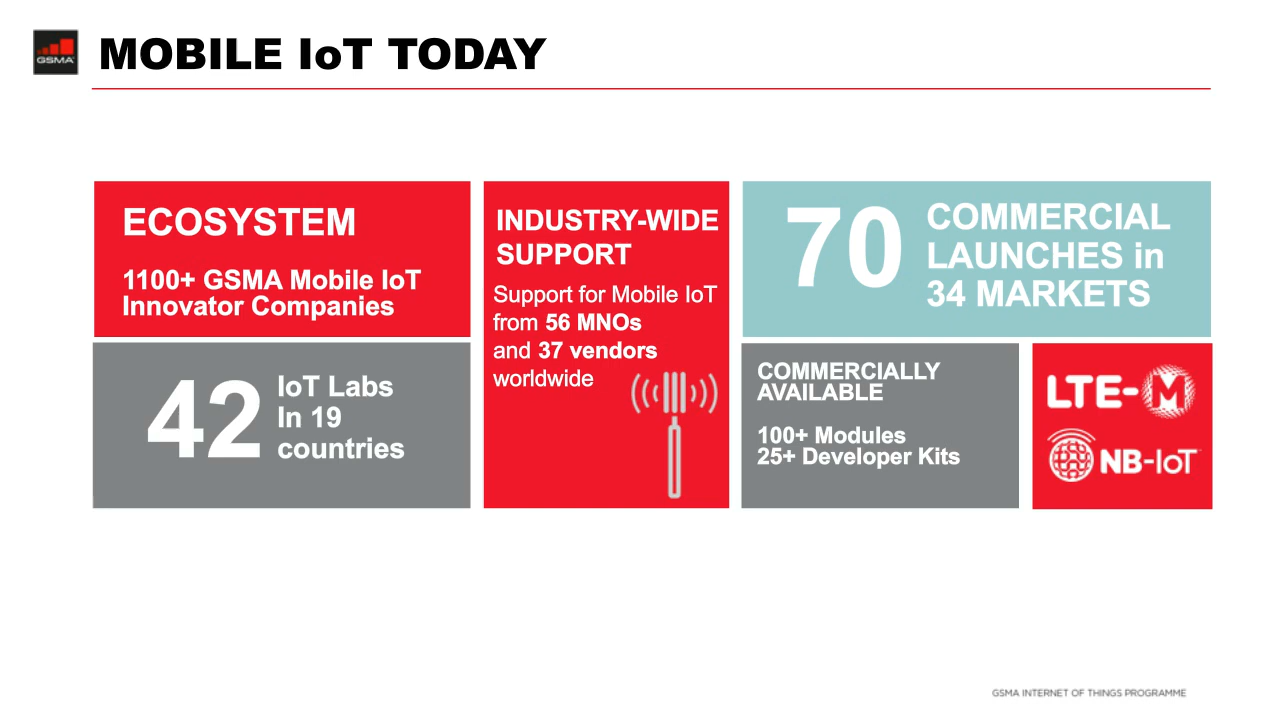 GSMA
MOBILE IoT TODAY
ECOSYSTEM
1100+ GSMA Mobile IoT
Innovator Companies
42
IoT Labs
In 19
countries
INDUSTRY-WIDE
SUPPORT
Support for Mobile IoT
from 56 MNOs
and 37 vendors
worldwide
70
COMMERCIAL
LAUNCHES in
34 MARKETS
COMMERCIALLY
AVAILABLE
100+ Modules
25+ Developer Kits
LTE-M
NB-IoT
GSMA INTERNET OF THINGS PROGRAMME